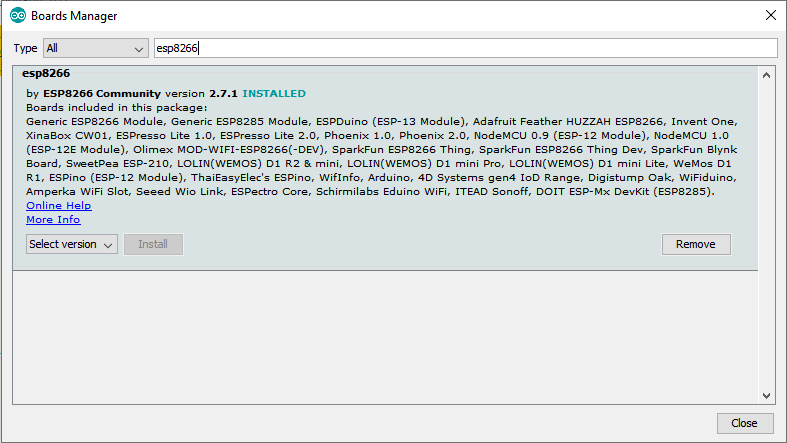 Boards Manager
Type All esp8266
esp8266
by ESP8266 Community version 2.7.1 INSTALLED
Boards included in this package:
Generic ESP8266 Module, Generic ESP8285 Module, ESPDuino (ESP-13 Module), Adafruit Feather HUZZAH ESP8266, Invent One,
XinaBox CW01, ESPresso Lite 1.0, ESPresso Lite 2.0, Phoenix 1.0, Phoenix 2.0, NodeMCU 0.9 (ESP-12 Module), NodeMCU 1.0
(ESP-12E Module), Olimex MOD-WIFI-ESP8266(-DEV), SparkFun ESP8266 Thing, SparkFun ESP8266 Thing Dev, SparkFun Blynk
Board, SweetPea ESP-210, LOLIN(WEMOS) D1 R2 & mini, LOLIN(WEMOS) D1 mini Pro, LOLIN(WEMOS) D1 mini Lite, WeMos D1
R1, ESPino (ESP-12 Module), ThaiEasyElec's ESPino, WifInfo, Arduino, 4D Systems gen4 IoD Range, Digistump Oak, WiFiduino,
Amperka WiFi Slot, Seeed Wio Link, ESPectro Core, Schirmilabs Eduino WiFi, ITEAD Sonoff, DOIT ESP-Mx DevKit (ESP8285).
Online Help
More Info
Select version Install Remove
Close